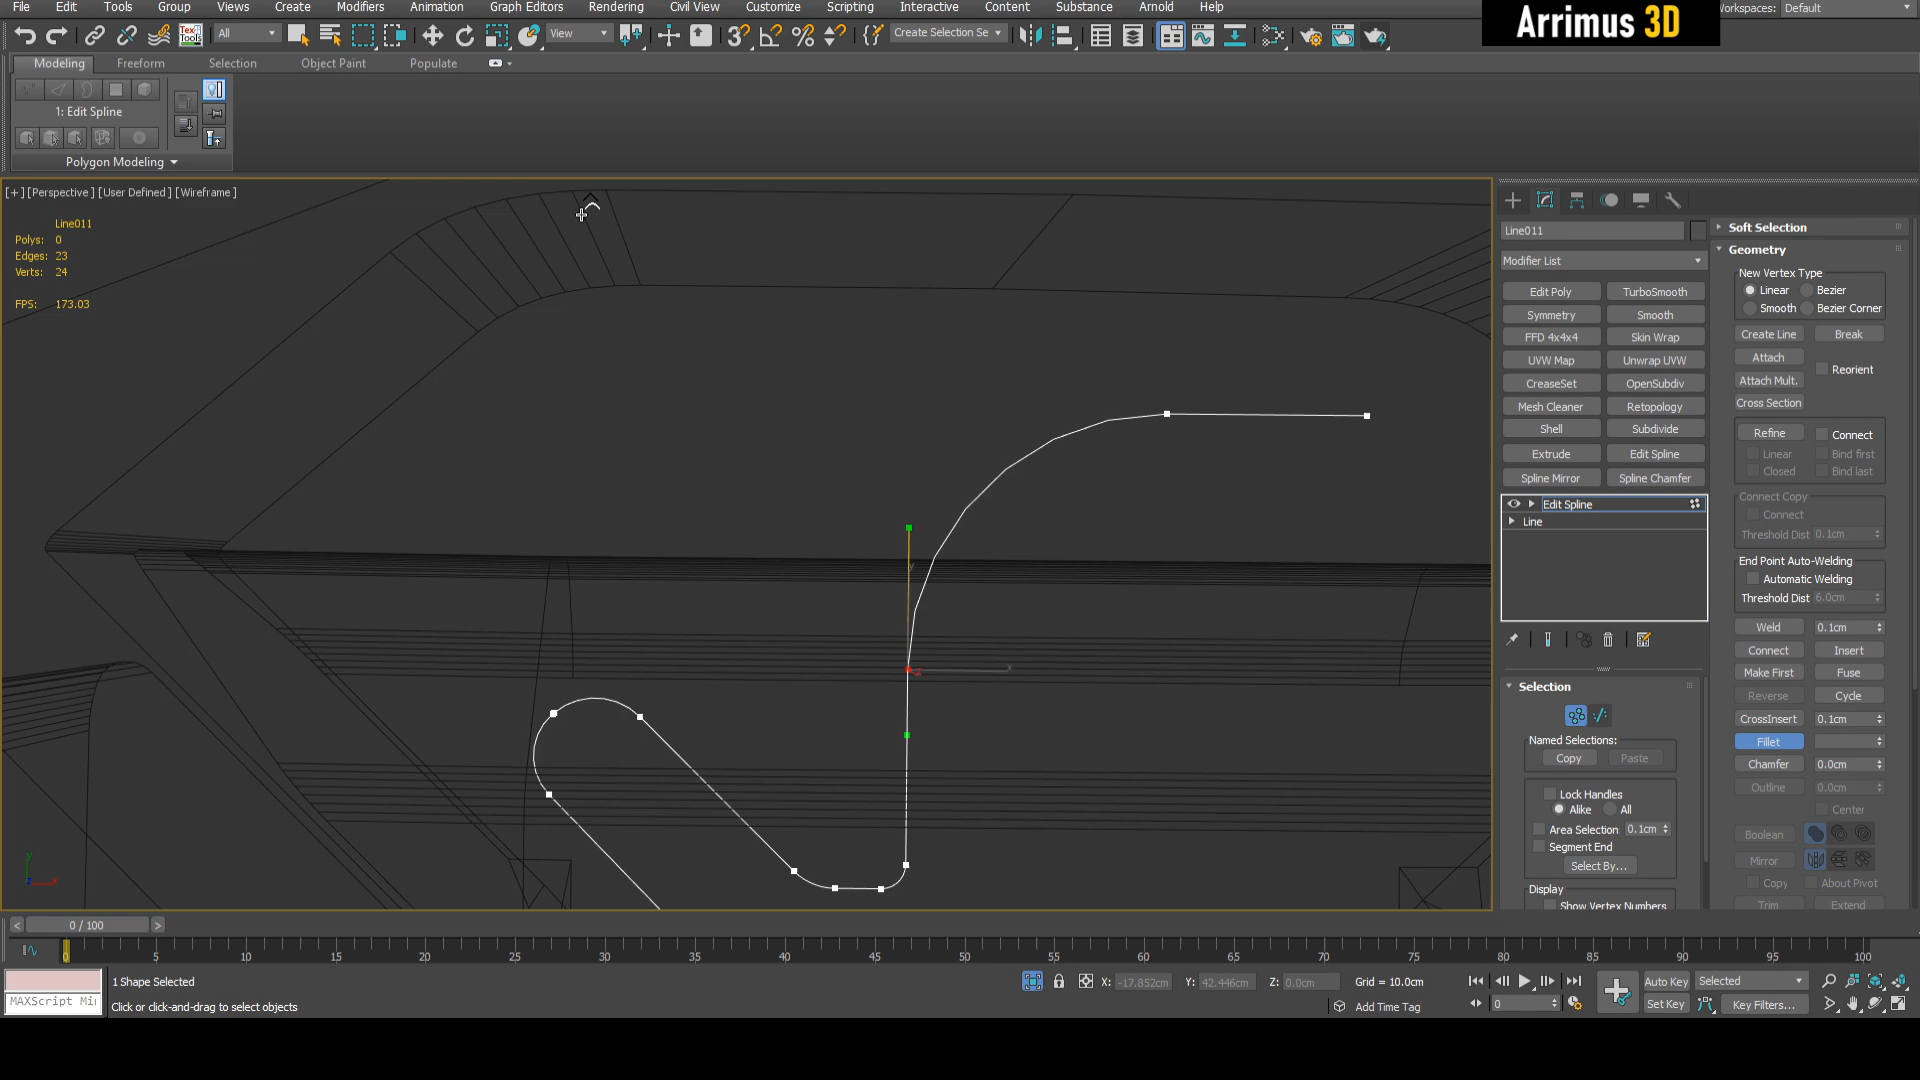 File Edit Tools Group Views Create Modifiers Animation Graph Editors Rendering Civil View Customize Scripting Interactive Content Substance Arnold Help
Arrimus 3D
Workspaces: Default
Tex Tools All View Create Selection Se
Modeling Freeform Selection Object Paint Populate
1: Edit Spline
Polygon Modeling
[+] [Perspective] [User Defined] [Wireframe]
Line011
Polys: 0
Edges: 23
Verts: 24
FPS: 173.03
y
x
y
x
Line011
Modifier List
Edit Poly TurboSmooth
Symmetry Smooth
FFD 4x4x4 Skin Wrap
UVW Map Unwrap UVW
CreaseSet OpenSubdiv
Mesh Cleaner Retopology
Shell Subdivide
Extrude Edit Spline
Spline Mirror Spline Chamfer
Edit Spline
Line
Selection
Named Selections:
Copy Paste
Lock Handles
Alike All
Area Selection: 0.1cm
Segment End
Select By...
Display
Show Vertex Numbers
Soft Selection
Geometry
New Vertex Type
Linear Bezier
Smooth Bezier Corner
Create Line Break
Attach
Reorient
Attach Mult.
Cross Section
Refine Connect
Linear Bind first
Closed Bind last
Connect Copy
Connect
Threshold Dist 0.1cm
End Point Auto-Welding
Automatic Welding
Threshold Dist 6.0cm
Weld 0.1cm
Connect Insert
Make First Fuse
Reverse Cycle
CrossInsert 0.1cm
Fillet
Chamfer 0.0cm
Outline 0.0cm
Center
Boolean
Mirror
Copy About Pivot
Trim Extend
< 0 / 100 >
0 5 10 15 20 25 30 35 40 45 50 55 60 65 70 75 80 85 90 95 100
MAXScript Mi
1 Shape Selected
Click or click-and-drag to select objects
X: -17.852cm Y: 42.446cm Z: 0.0cm Grid = 10.0cm
Add Time Tag
0
Auto Key Selected
Set Key Key Filters...